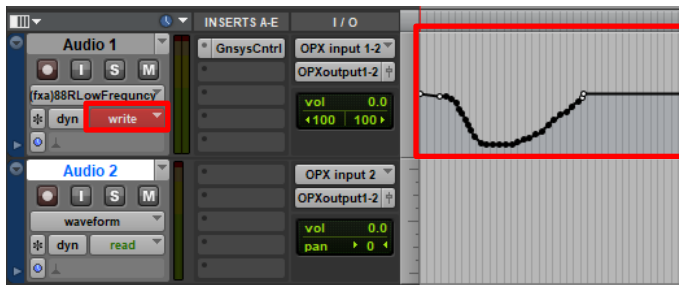 INSERTS A-E
I / O
Audio 1
GnsysCntrl
OPX input 1-2
I S M
OPXoutput1-2
(fxa)88RLowFrequncy
vol 0.0
dyn write
100 100
Audio 2
OPX input 2
I S M
OPXoutput1-2
waveform
vol 0.0
dyn read
pan 0